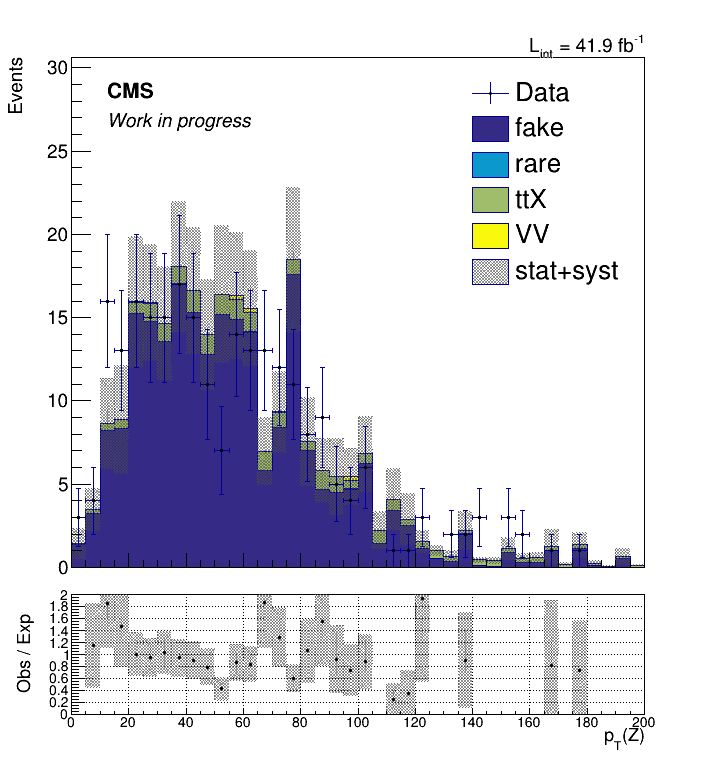 L_int = 41.9 fb^-1
CMS
Work in progress
Data
fake
rare
ttX
VV
stat+syst
Events
30
25
20
15
10
5
0
Obs / Exp
2
1.8
1.6
1.4
1.2
1
0.8
0.6
0.4
0.2
0
0 20 40 60 80 100 120 140 160 180 200
p_T(Z)